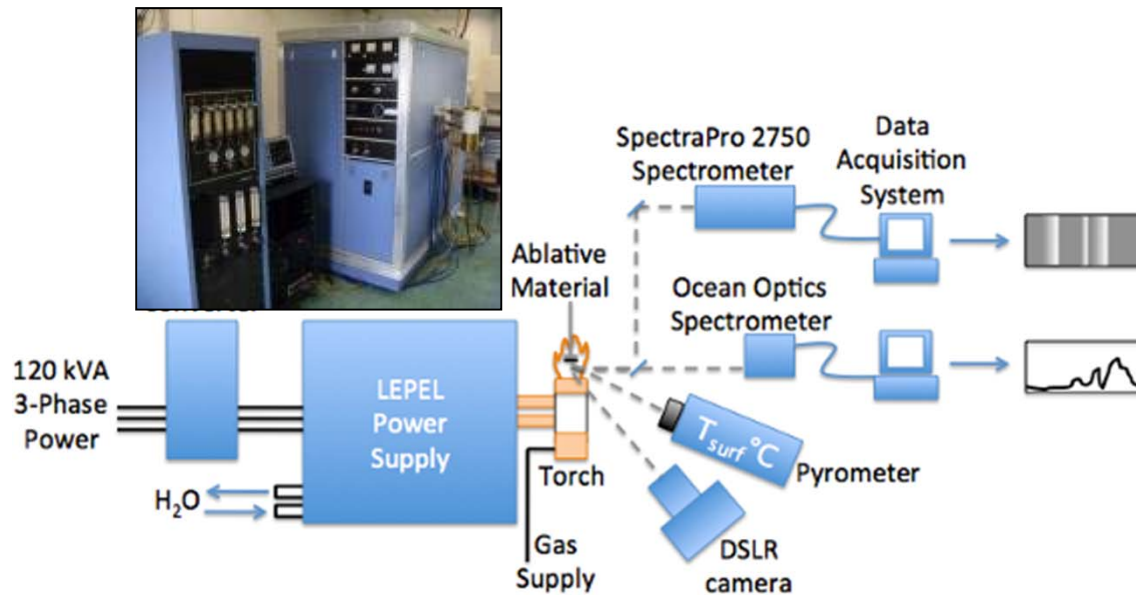 SpectraPro 2750
Spectrometer
Data
Acquisition
System
Ablative
Material
Ocean Optics
Spectrometer
120 kVA
3-Phase
Power
LEPEL
Power
Supply
H₂O
Torch
Gas
Supply
T_surf °C
Pyrometer
DSLR
camera